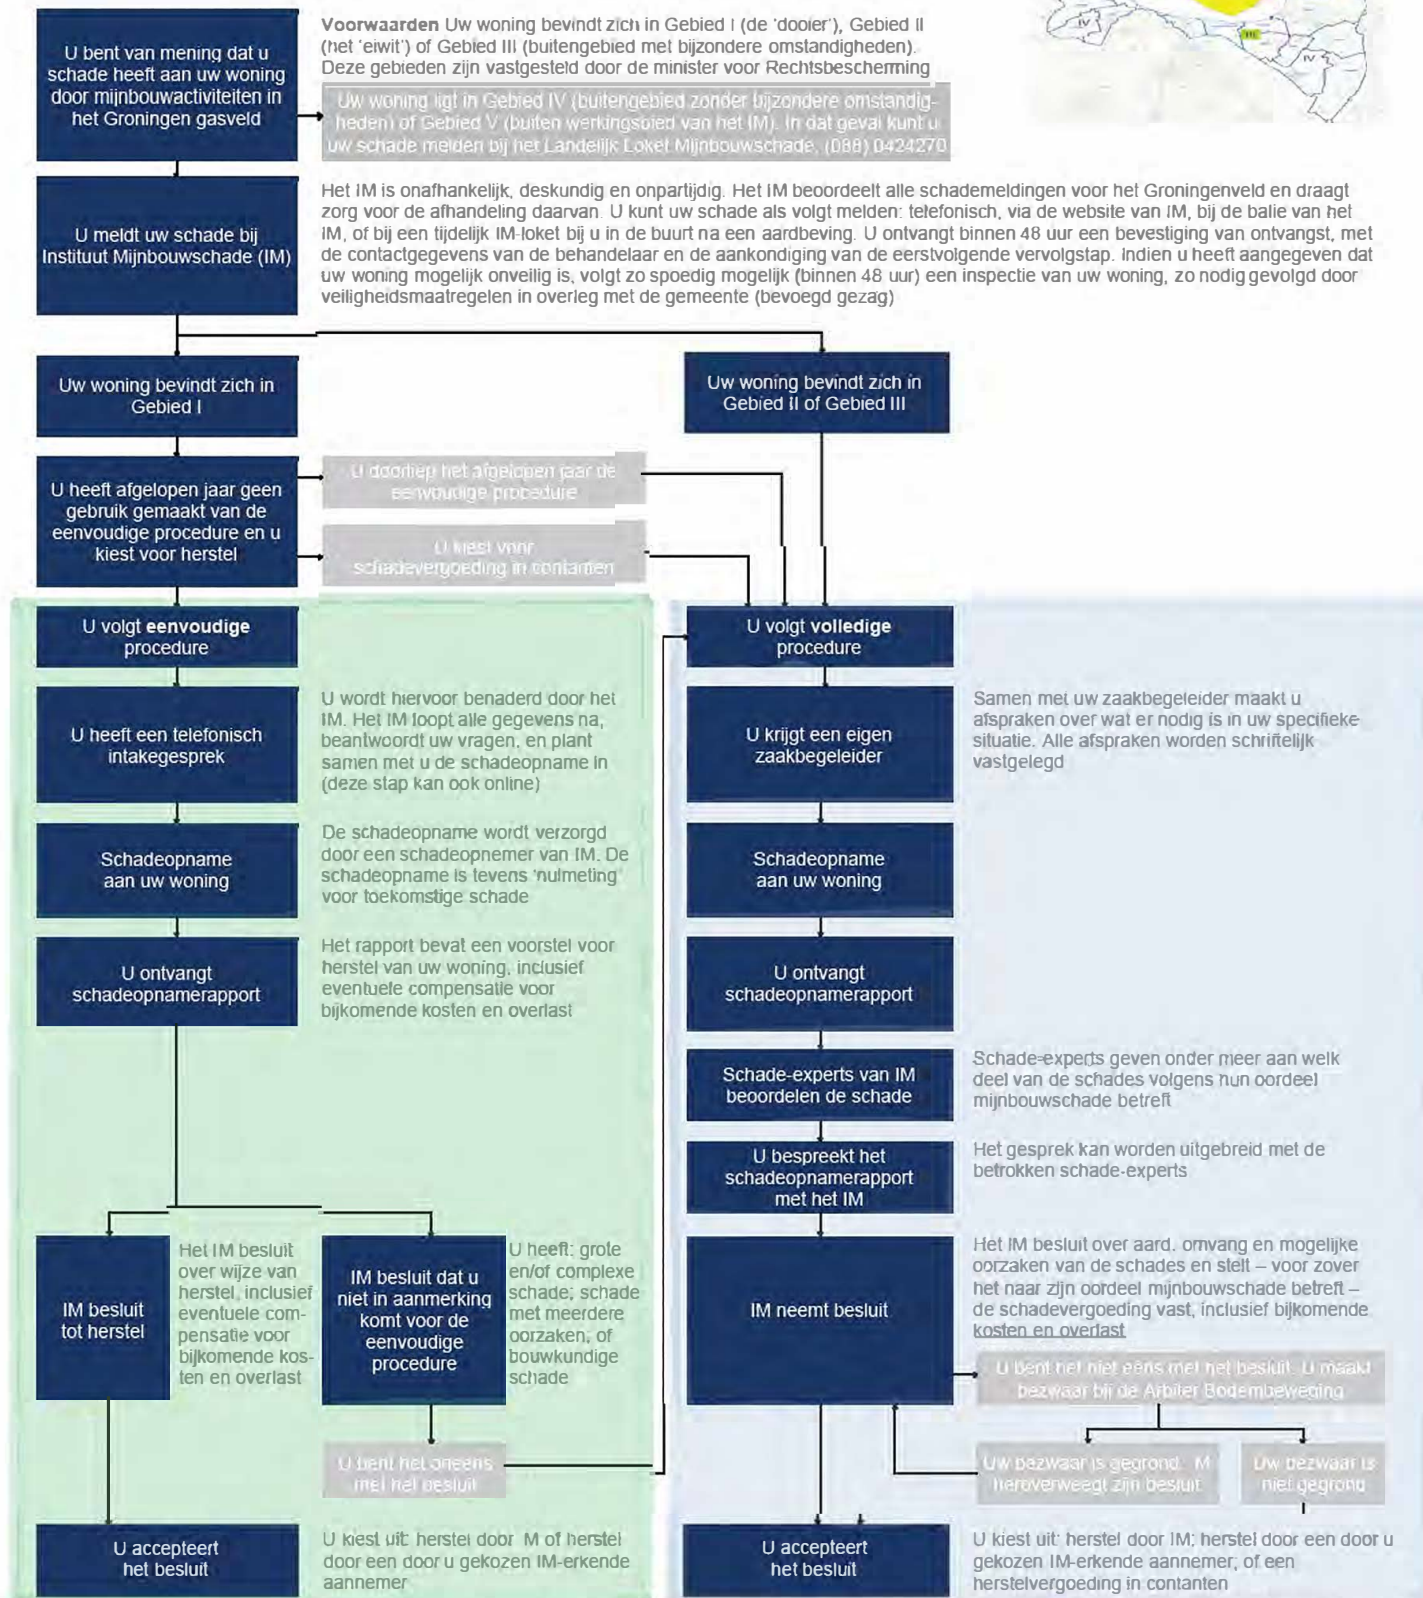 U bent van mening dat u
schade heeft aan uw woning
door mijnbouwactiviteiten in
het Groningen gasveld
Voorwaarden Uw woning bevindt zich in Gebied I (de 'dooier'), Gebied II
(het 'eiwit') of Gebied III (buitengebied met bijzondere omstandigheden).
Deze gebieden zijn vastgesteld door de minister voor Rechtsbescherming
Uw woning ligt in Gebied IV (buitengebied zonder bijzondere omstandig-
heden) of Gebied V (buiten werkingsbied van het IM). In dat geval kunt u
uw schade melden bij het Landelijk Loket Mijnbouwschade, (088) 0424270
IV
III
IV
U meldt uw schade bij
Instituut Mijnbouwschade (IM)
Het IM is onafhankelijk, deskundig en onpartijdig. Het IM beoordeelt alle schademeldingen voor het Groningenveld en draagt
zorg voor de afhandeling daarvan. U kunt uw schade als volgt melden: telefonisch, via de website van IM, bij de balie van het
IM, of bij een tijdelijk IM-loket bij u in de buurt na een aardbeving. U ontvangt binnen 48 uur een bevestiging van ontvangst, met
de contactgegevens van de behandelaar en de aankondiging van de eerstvolgende vervolgstap. Indien u heeft aangegeven dat
uw woning mogelijk onveilig is, volgt zo spoedig mogelijk (binnen 48 uur) een inspectie van uw woning, zo nodig gevolgd door
veiligheidsmaatregelen in overleg met de gemeente (bevoegd gezag)
Uw woning bevindt zich in
Gebied I
Uw woning bevindt zich in
Gebied II of Gebied III
U heeft afgelopen jaar geen
gebruik gemaakt van de
eenvoudige procedure en u
kiest voor herstel
U doorliep het afgelopen jaar de
eenvoudige procedure
U kiest voor
schadevergoeding in contanten
U volgt eenvoudige
procedure
U heeft een telefonisch
intakegesprek
U wordt hiervoor benaderd door het
IM. Het IM loopt alle gegevens na,
beantwoordt uw vragen, en plant
samen met u de schadeopname in
(deze stap kan ook online)
Schadeopname
aan uw woning
De schadeopname wordt verzorgd
door een schadeopnemer van IM. De
schadeopname is tevens 'nulmeting'
voor toekomstige schade
U ontvangt
schadeopnamerapport
Het rapport bevat een voorstel voor
herstel van uw woning, inclusief
eventuele compensatie voor
bijkomende kosten en overlast
IM besluit
tot herstel
Het IM besluit
over wijze van
herstel, inclusief
eventuele com-
pensatie voor
bijkomende kos-
ten en overlast
IM besluit dat u
niet in aanmerking
komt voor de
eenvoudige
procedure
U heeft: grote
en/of complexe
schade; schade
met meerdere
oorzaken; of
bouwkundige
schade
U bent het oneens
met het besluit
U accepteert
het besluit
U kiest uit: herstel door M of herstel
door een door u gekozen IM-erkende
aannemer
U volgt volledige
procedure
U krijgt een eigen
zaakbegeleider
Samen met uw zaakbegeleider maakt u
afspraken over wat er nodig is in uw specifieke
situatie. Alle afspraken worden schriftelijk
vastgelegd
Schadeopname
aan uw woning
U ontvangt
schadeopnamerapport
Schade-experts van IM
beoordelen de schade
Schade-experts geven onder meer aan welk
deel van de schades volgens hun oordeel
mijnbouwschade betreft
U bespreekt het
schadeopnamerapport
met het IM
Het gesprek kan worden uitgebreid met de
betrokken schade-experts
IM neemt besluit
Het IM besluit over aard, omvang en mogelijke
oorzaken van de schades en stelt – voor zover
het naar zijn oordeel mijnbouwschade betreft –
de schadevergoeding vast, inclusief bijkomende
kosten en overlast
U bent het niet eens met het besluit. U maakt
bezwaar bij de Arbiter Bodembeweging
Uw bezwaar is gegrond. M
heroverweegt zijn besluit
Uw bezwaar is
niet gegrond
U accepteert
het besluit
U kiest uit: herstel door IM; herstel door een door u
gekozen IM-erkende aannemer; of een
herstelvergoeding in contanten